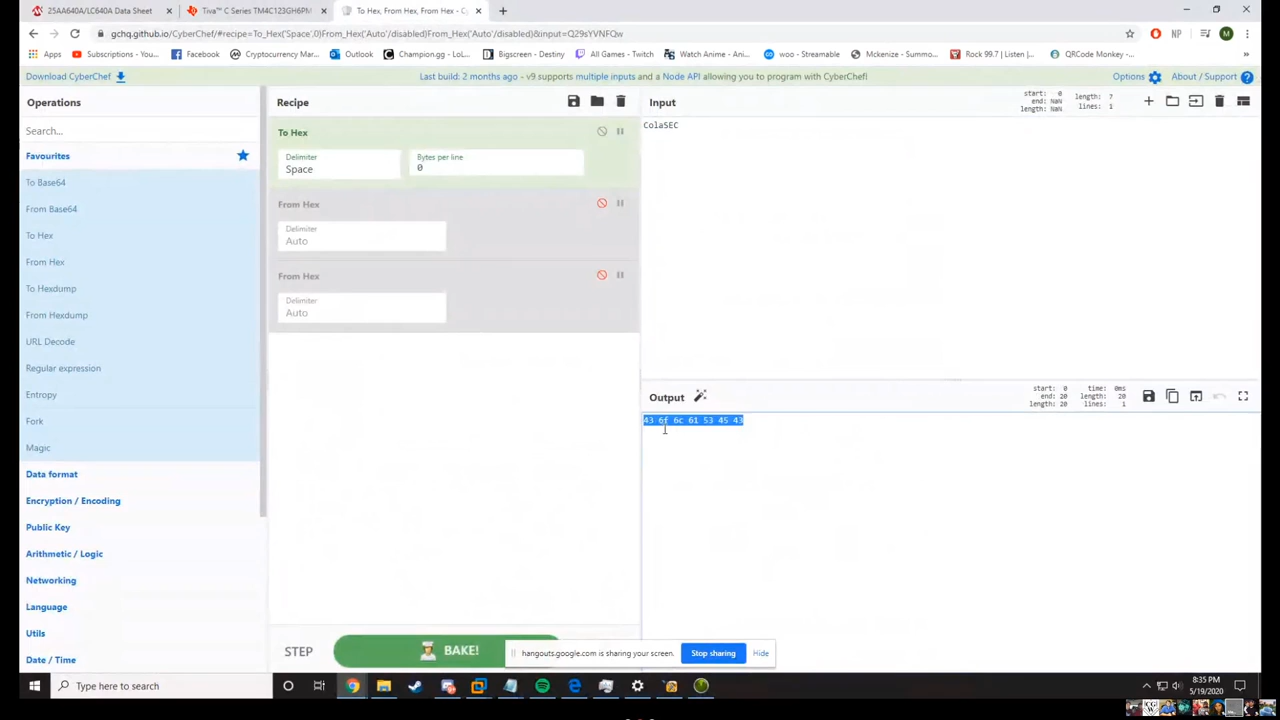 25AA640A/LC640A Data Sheet
Tiva™ C Series TM4C123GH6PM
To Hex, From Hex, From Hex - Cy
gchq.github.io/CyberChef/#recipe=To_Hex('Space',0)From_Hex('Auto'/disabled)From_Hex('Auto'/disabled)&input=Q29sYVNFQw
NP
M
Subscriptions - You...
Facebook
Cryptocurrency Mar...
Outlook
Champion.gg - LoL...
Bigscreen - Destiny
All Games - Twitch
Watch Anime - Ani...
woo - Streamable
Mckenize - Summo...
Rock 99.7 | Listen |...
QRCode Monkey -...
Download CyberChef
Last build: 2 months ago - v9 supports multiple inputs and a Node API allowing you to program with CyberChef!
Options
About / Support
Operations
Search...
Favourites
To Base64
From Base64
To Hex
From Hex
To Hexdump
From Hexdump
URL Decode
Regular expression
Entropy
Fork
Magic
Data format
Encryption / Encoding
Public Key
Arithmetic / Logic
Networking
Language
Utils
Date / Time
Recipe
To Hex
Delimiter
Space
Bytes per line
0
From Hex
Delimiter
Auto
From Hex
Delimiter
Auto
STEP
BAKE!
Input
start: 0
end: NaN
length: NaN
length: 7
lines: 1
ColaSEC
Output
start: 0
end: 20
length: 20
time: 0ms
length: 20
lines: 1
43 6f 6c 61 53 45 43
hangouts.google.com is sharing your screen.
Stop sharing
Hide
Type here to search
8:35 PM
5/19/2020